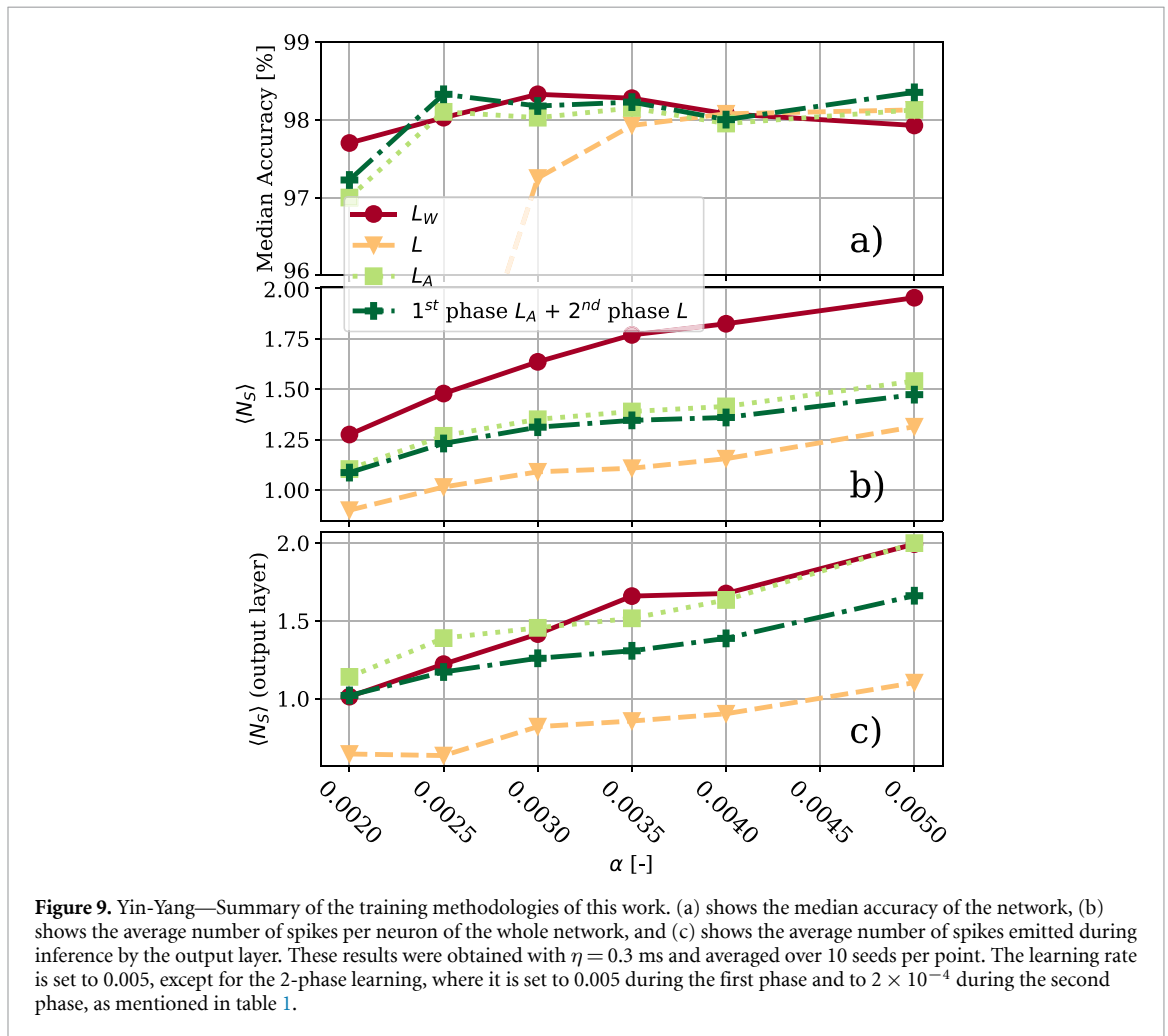 99
98
97
96
Median Accuracy [%]
a)
L_W
L
L_A
1^{st} phase L_A + 2^{nd} phase L
2.00
1.75
1.50
1.25
1.00
⟨N_S⟩
b)
2.0
1.5
1.0
⟨N_S⟩ (output layer)
c)
0.0020
0.0025
0.0030
0.0035
0.0040
0.0045
0.0050
α [-]
Figure 9. Yin-Yang—Summary of the training methodologies of this work. (a) shows the median accuracy of the network, (b)
shows the average number of spikes per neuron of the whole network, and (c) shows the average number of spikes emitted during
inference by the output layer. These results were obtained with η = 0.3 ms and averaged over 10 seeds per point. The learning rate
is set to 0.005, except for the 2-phase learning, where it is set to 0.005 during the first phase and to 2 × 10^{−4} during the second
phase, as mentioned in table 1.